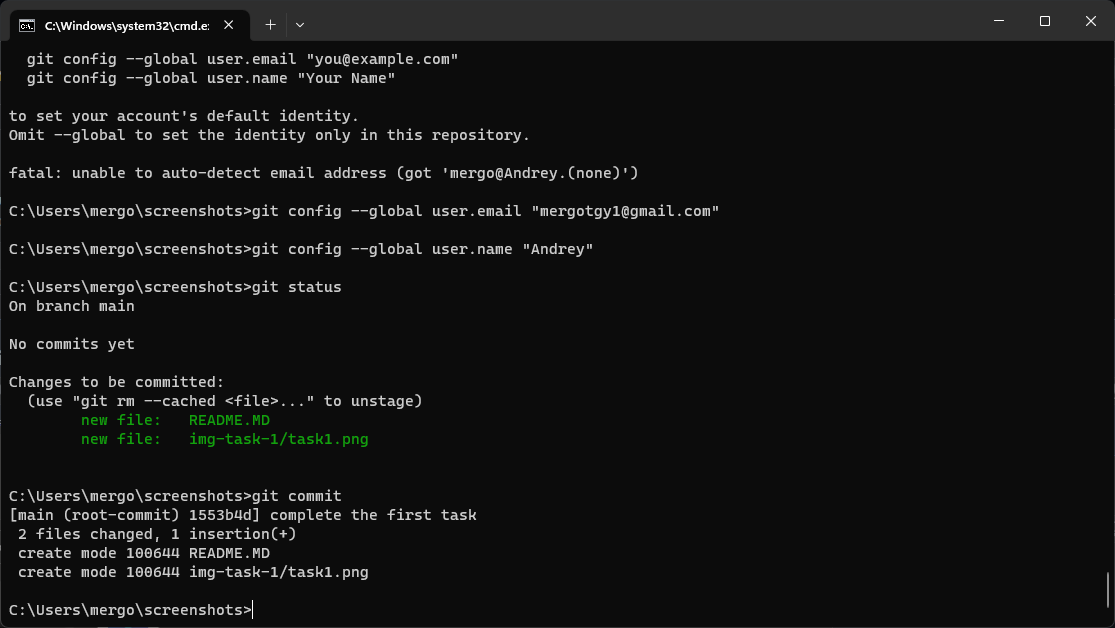 C:\Windows\system32\cmd.e
git config --global user.email "you@example.com"
git config --global user.name "Your Name"
to set your account's default identity.
Omit --global to set the identity only in this repository.
fatal: unable to auto-detect email address (got 'mergo@Andrey.(none)')
C:\Users\mergo\screenshots>git config --global user.email "mergotgy1@gmail.com"
C:\Users\mergo\screenshots>git config --global user.name "Andrey"
C:\Users\mergo\screenshots>git status
On branch main
No commits yet
Changes to be committed:
(use "git rm --cached <file>..." to unstage)
new file:   README.MD
new file:   img-task-1/task1.png
C:\Users\mergo\screenshots>git commit
[main (root-commit) 1553b4d] complete the first task
2 files changed, 1 insertion(+)
create mode 100644 README.MD
create mode 100644 img-task-1/task1.png
C:\Users\mergo\screenshots>